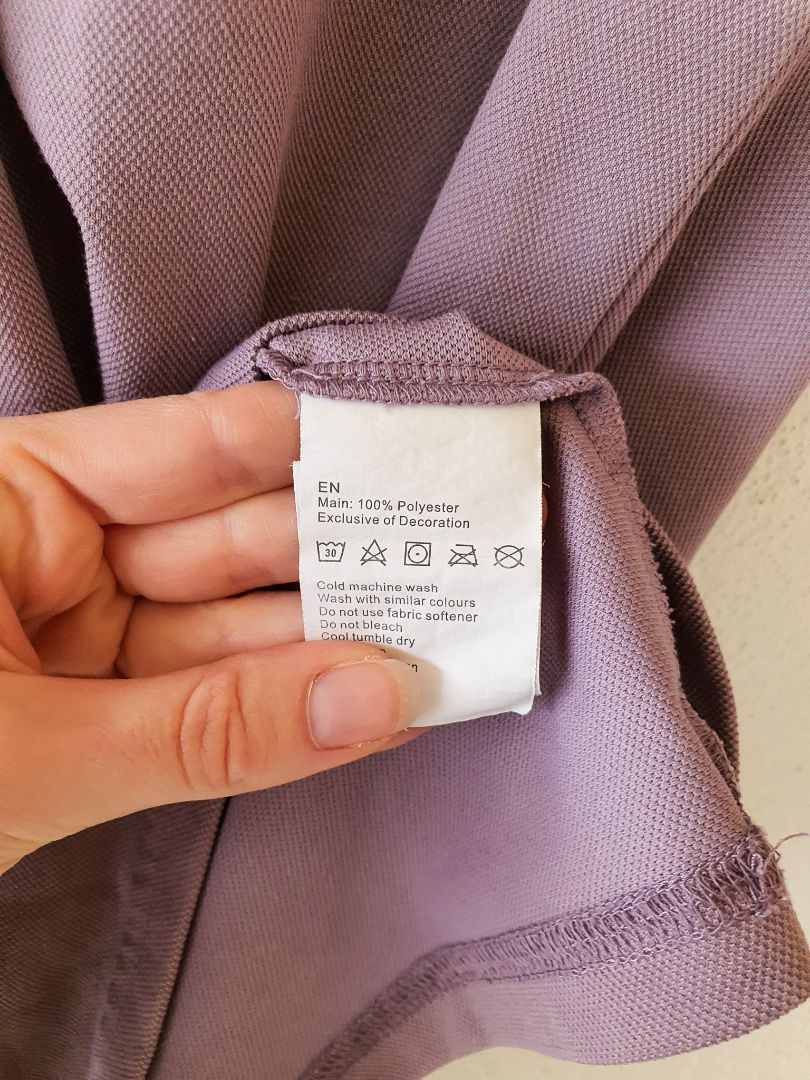 EN
Main: 100% Polyester
Exclusive of Decoration
30
Cold machine wash
Wash with similar colours
Do not use fabric softener
Do not bleach
Cool tumble dry